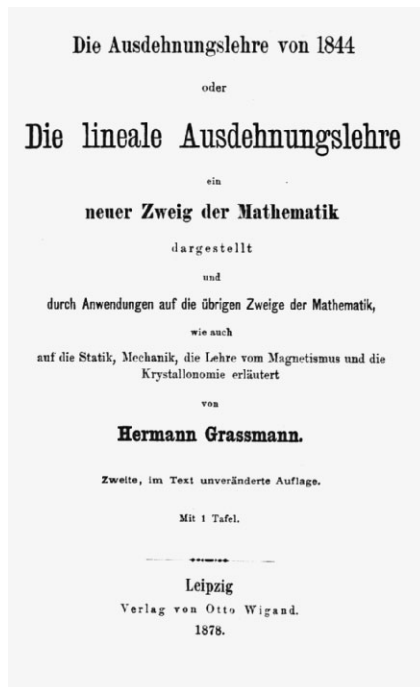 Die Ausdehnungslehre von 1844
oder
Die lineale Ausdehnungslehre
ein
neuer Zweig der Mathematik
dargestellt
und
durch Anwendungen auf die übrigen Zweige der Mathematik,
wie auch
auf die Statik, Mechanik, die Lehre vom Magnetismus und die
Krystallonomie erläutert
von
Hermann Grassmann.
Zweite, im Text unveränderte Auflage.
Mit 1 Tafel.
Leipzig
Verlag von Otto Wigand.
1878.